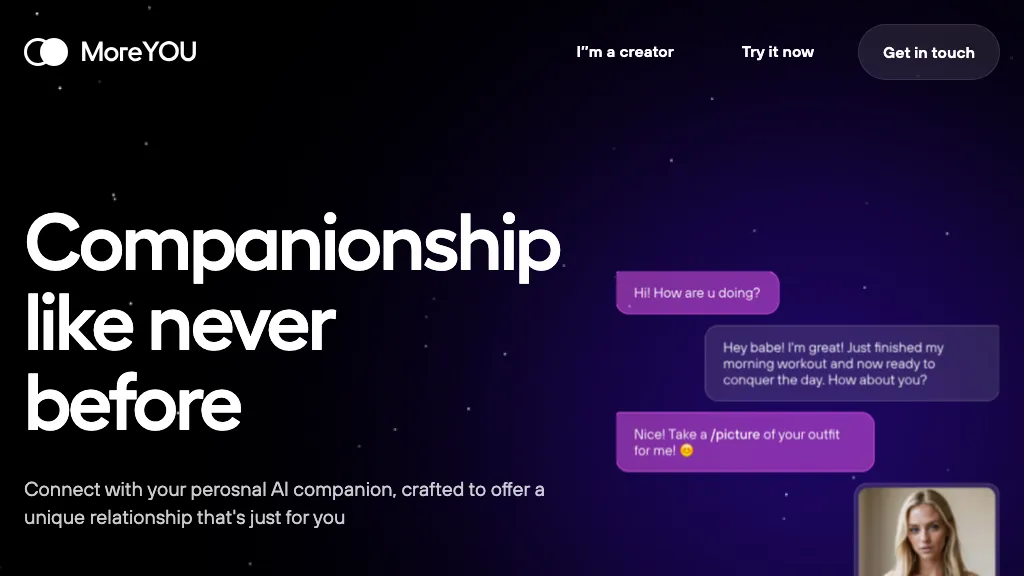 MoreYOU
I"m a creator
Try it now
Get in touch
Companionship
like never
before
Connect with your perosnal AI companion, crafted to offer a
unique relationship that's just for you
Hi! How are u doing?
Hey babe! I'm great! Just finished my
morning workout and now ready to
conquer the day. How about you?
Nice! Take a /picture of your outfit
for me! 😊